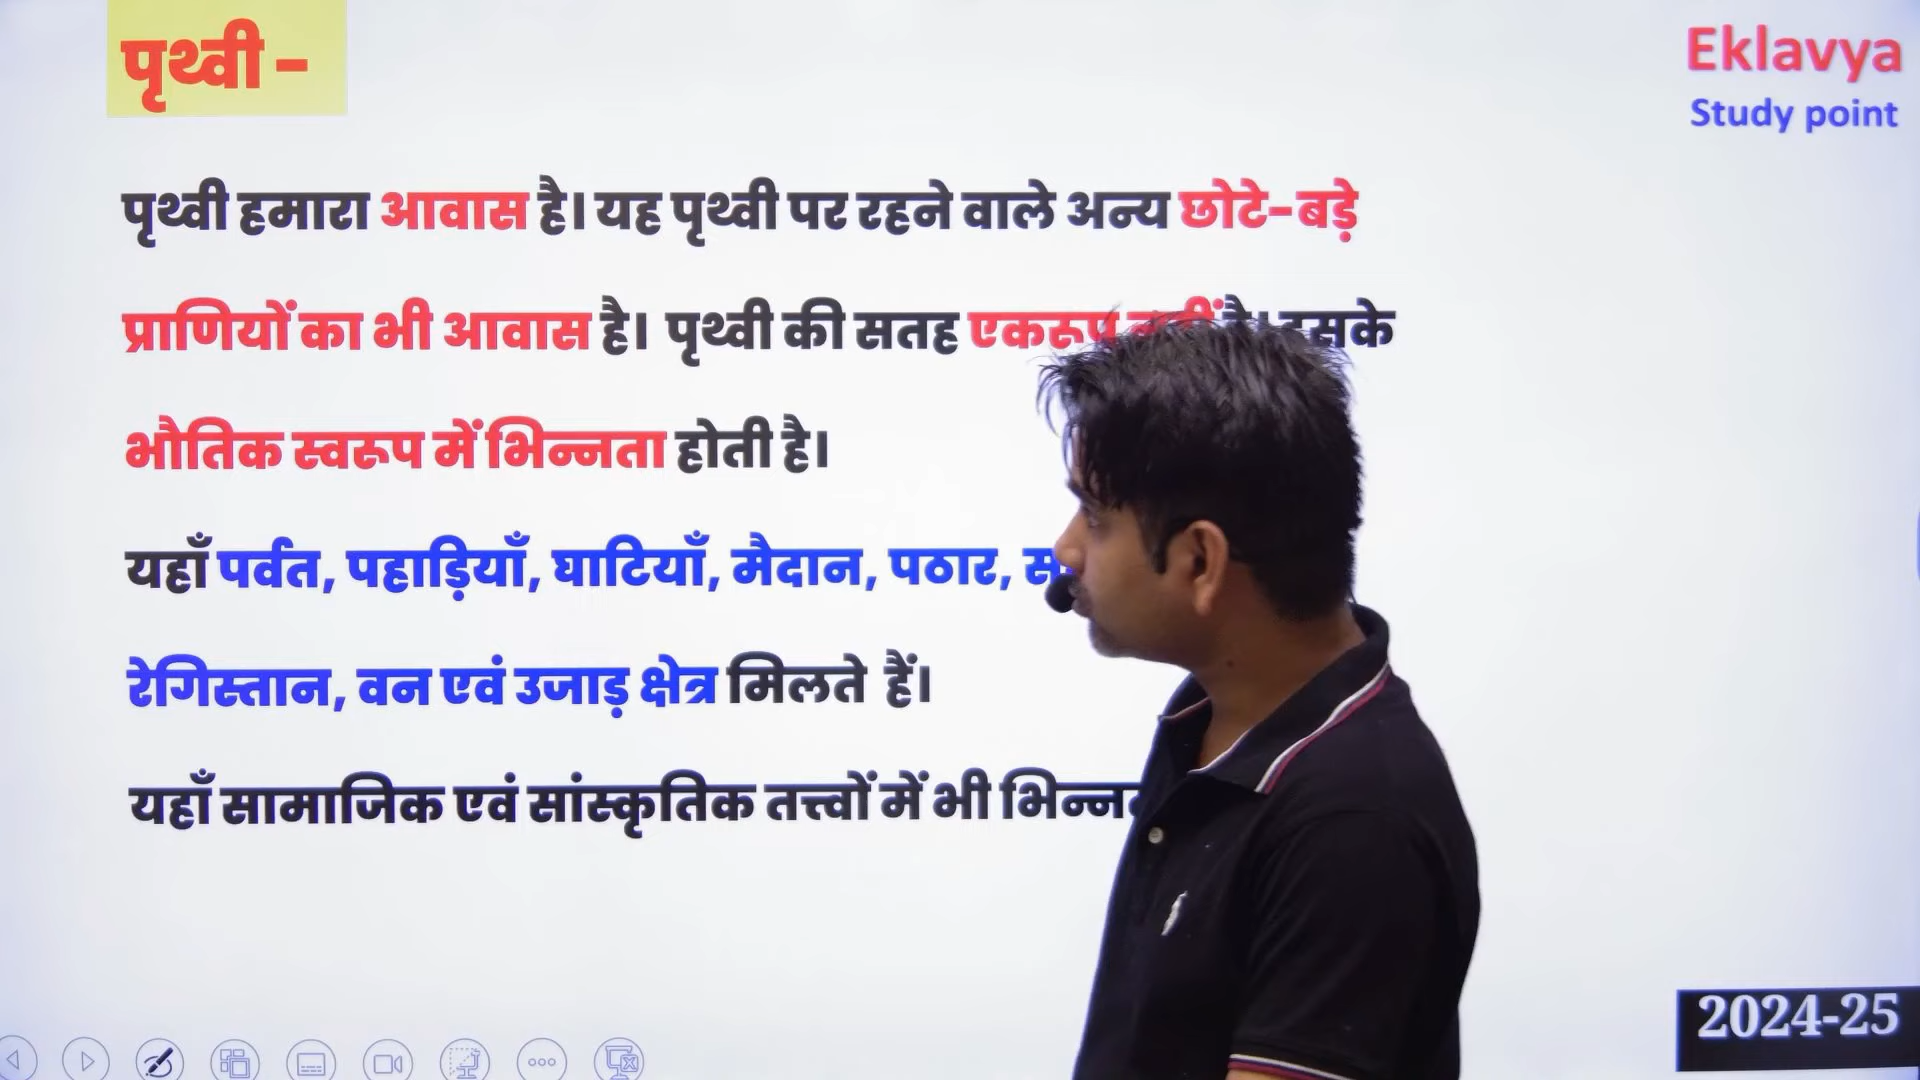 पृथ्वी -
Eklavya
Study point
पृथ्वी हमारा आवास है। यह पृथ्वी पर रहने वाले अन्य छोटे-बड़े
प्राणियों का भी आवास है। पृथ्वी की सतह एकरूप है। इसके
भौतिक स्वरूप में भिन्नता होती है।
यहाँ पर्वत, पहाड़ियाँ, घाटियाँ, मैदान, पठार,
रेगिस्तान, वन एवं उजाड़ क्षेत्र मिलते हैं।
यहाँ सामाजिक एवं सांस्कृतिक तत्त्वों में भी
2024-25